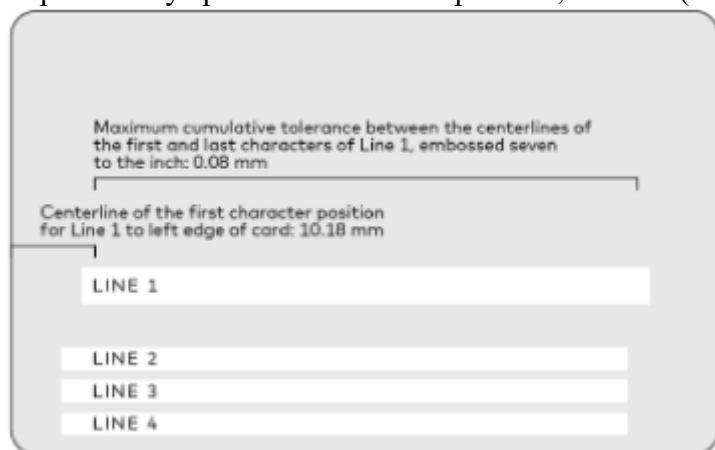 Maximum cumulative tolerance between the centerlines of
the first and last characters of Line 1, embossed seven
to the inch: 0.08 mm
Centerline of the first character position
for Line 1 to left edge of card: 10.18 mm
LINE 1
LINE 2
LINE 3
LINE 4